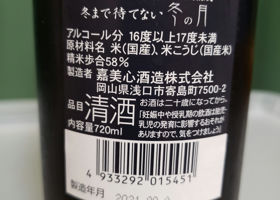 冬まで待てない 冬の月
アルコール分 16度以上17度未満
原材料名 米(国産)、米こうじ(国産米)
精米歩合58%
製造者 嘉美心酒造株式会社
岡山県浅口市寄島町7500-2
品目 清酒
内容量720ml
お酒は二十歳になってから。
「妊娠中や授乳期の飲酒は胎児・
乳児の発育に影響するおそれが
ありますので、気をつけましょう」
4933292015451
製造年月